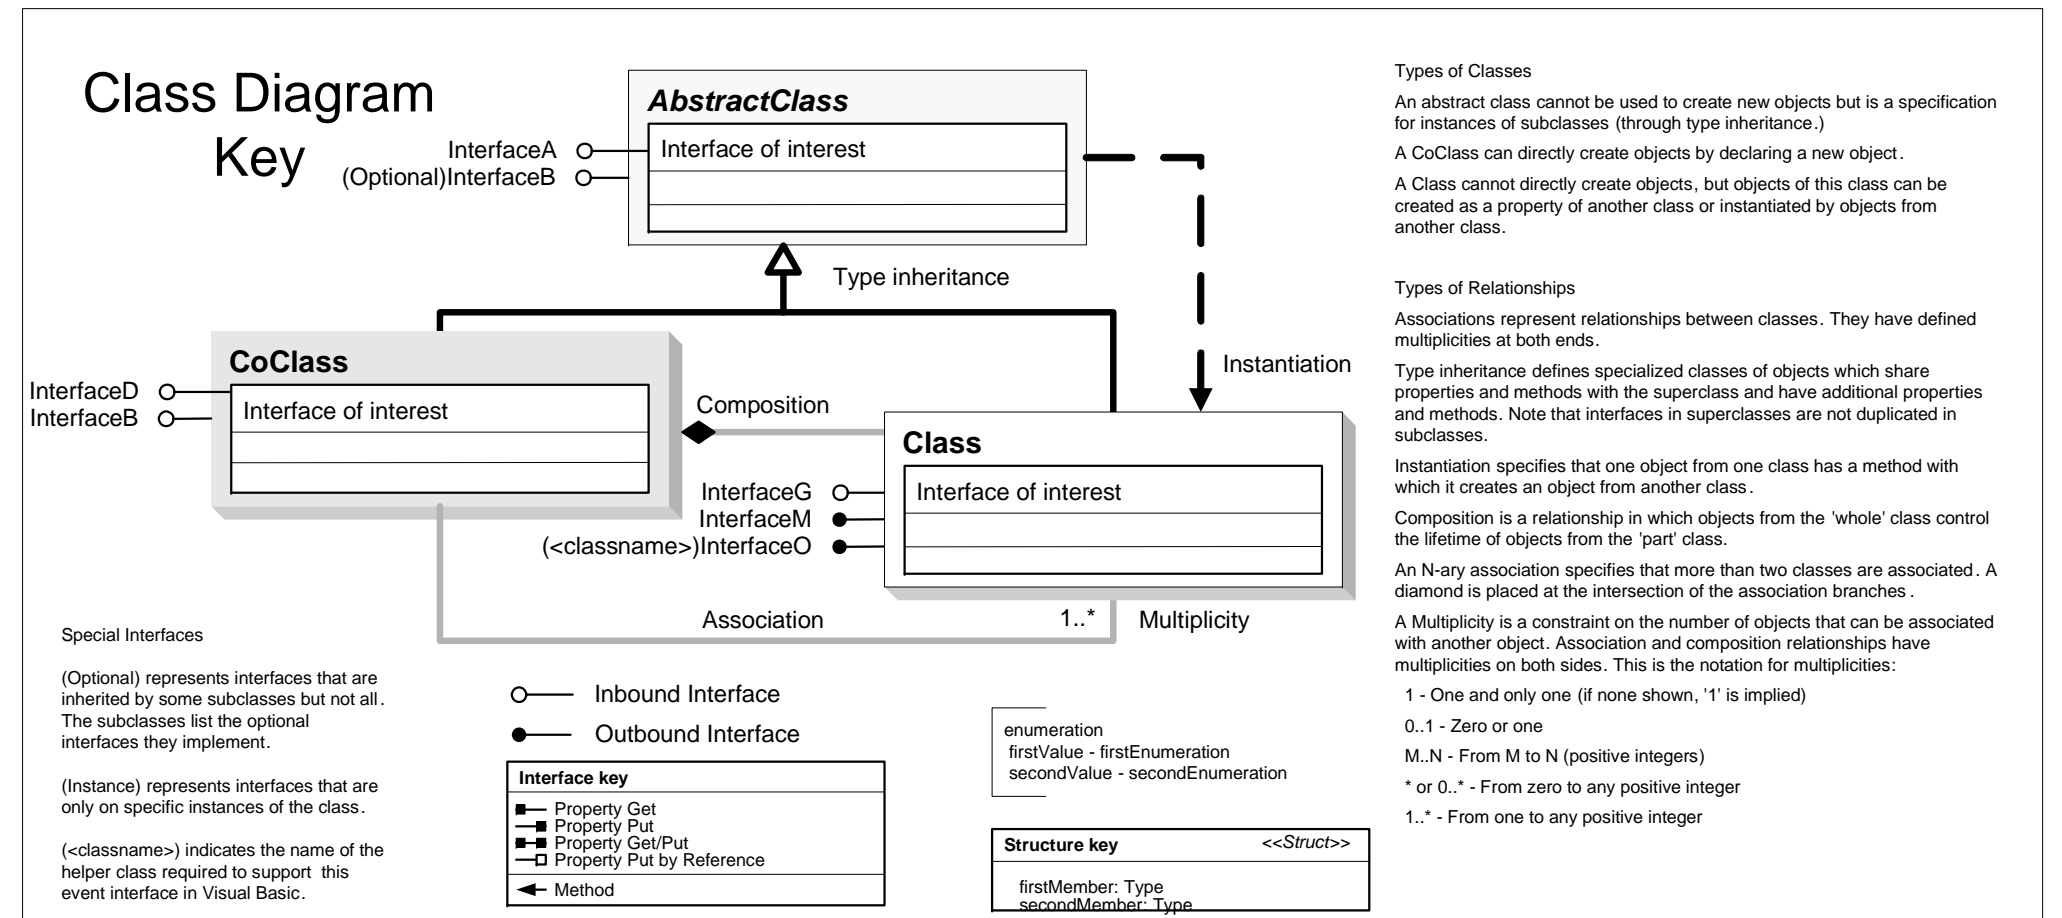 Class Diagram
Key
AbstractClass
Interface of interest
InterfaceA
(Optional)InterfaceB
Type inheritance
Instantiation
CoClass
Interface of interest
InterfaceD
InterfaceB
Composition
Class
Interface of interest
InterfaceG
InterfaceM
(<classname>)InterfaceO
Association
1..*
Multiplicity
Special Interfaces
(Optional) represents interfaces that are
inherited by some subclasses but not all.
The subclasses list the optional
interfaces they implement.
(Instance) represents interfaces that are
only on specific instances of the class.
(<classname>) indicates the name of the
helper class required to support this
event interface in Visual Basic.
Inbound Interface
Outbound Interface
Interface key
Property Get
Property Put
Property Get/Put
Property Put by Reference
Method
enumeration
firstValue - firstEnumeration
secondValue - secondEnumeration
Structure key <<Struct>>
firstMember: Type
secondMember: Type
Types of Classes
An abstract class cannot be used to create new objects but is a specification
for instances of subclasses (through type inheritance.)
A CoClass can directly create objects by declaring a new object.
A Class cannot directly create objects, but objects of this class can be
created as a property of another class or instantiated by objects from
another class.
Types of Relationships
Associations represent relationships between classes. They have defined
multiplicities at both ends.
Type inheritance defines specialized classes of objects which share
properties and methods with the superclass and have additional properties
and methods. Note that interfaces in superclasses are not duplicated in
subclasses.
Instantiation specifies that one object from one class has a method with
which it creates an object from another class.
Composition is a relationship in which objects from the 'whole' class control
the lifetime of objects from the 'part' class.
An N-ary association specifies that more than two classes are associated. A
diamond is placed at the intersection of the association branches.
A Multiplicity is a constraint on the number of objects that can be associated
with another object. Association and composition relationships have
multiplicities on both sides. This is the notation for multiplicities:
1 - One and only one (if none shown, '1' is implied)
0..1 - Zero or one
M..N - From M to N (positive integers)
* or 0..* - From zero to any positive integer
1..* - From one to any positive integer